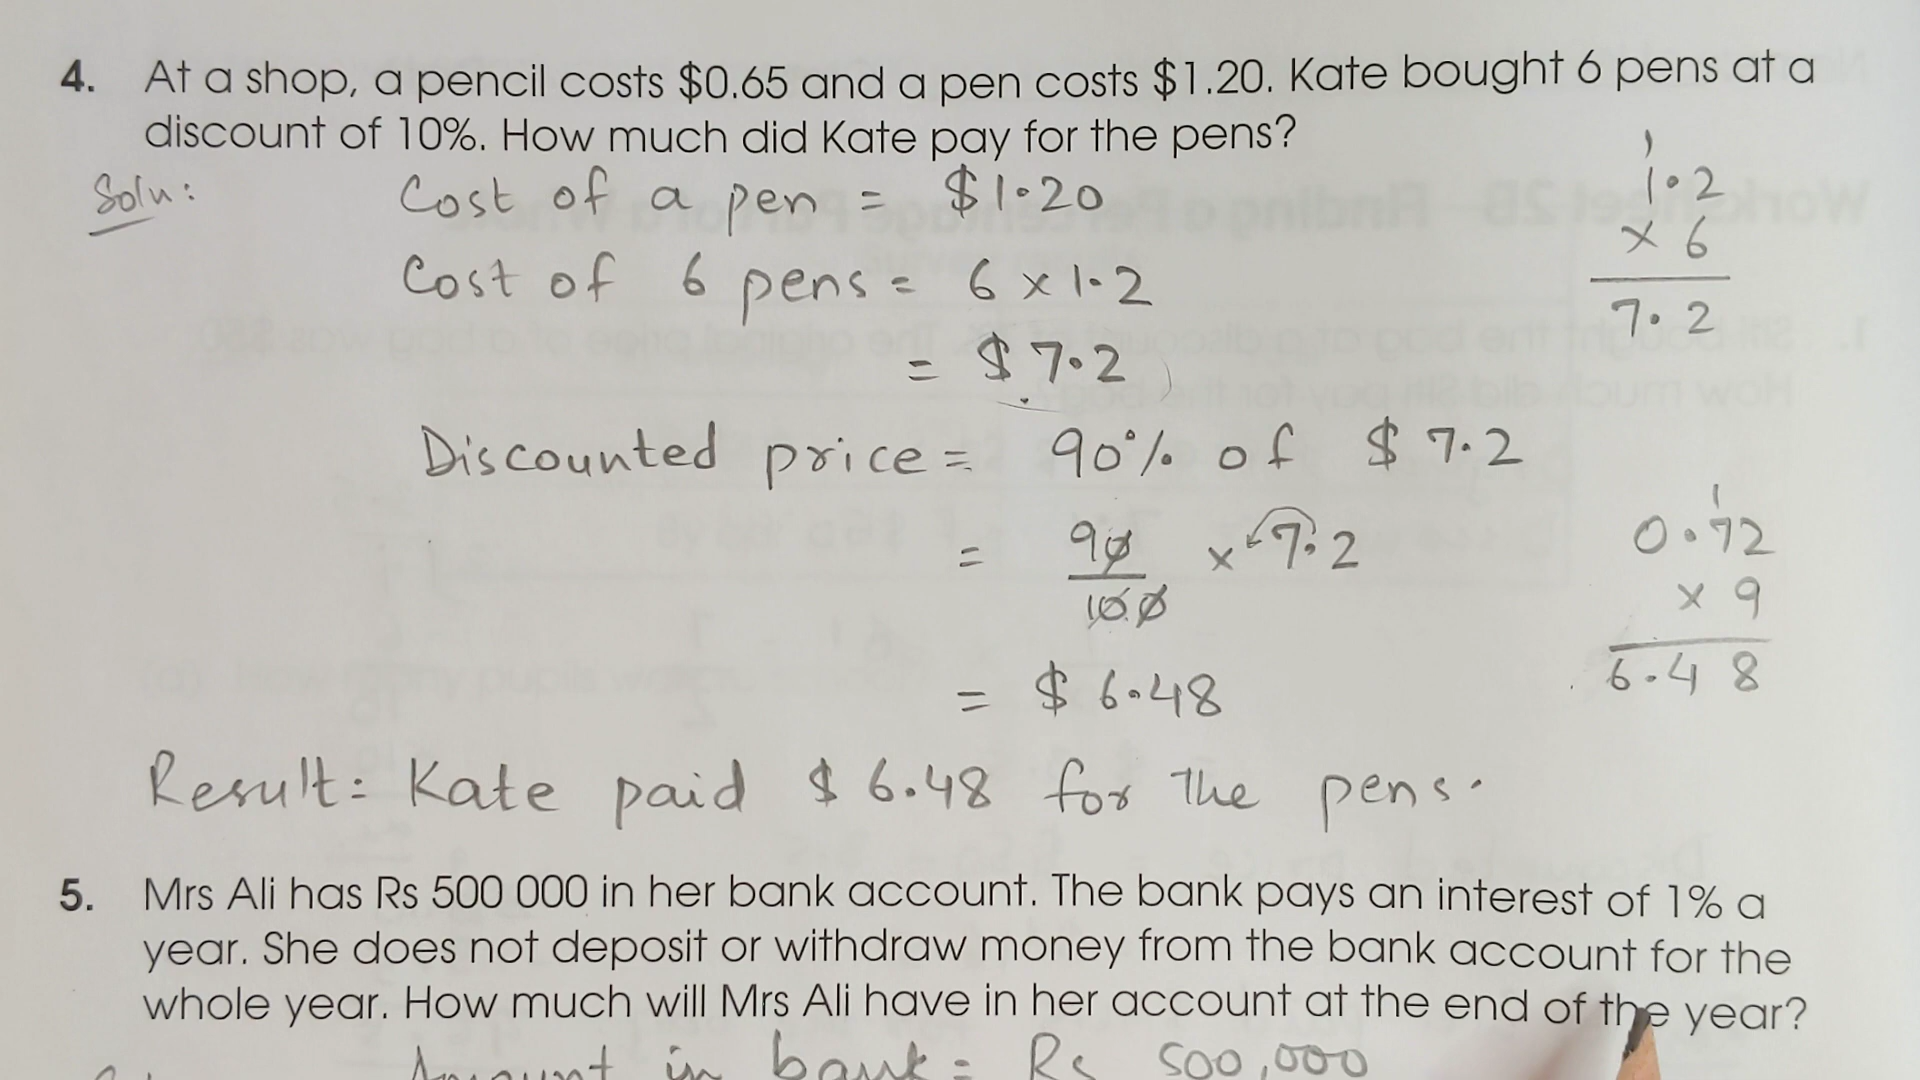 4. At a shop, a pencil costs $0.65 and a pen costs $1.20. Kate bought 6 pens at a
discount of 10%. How much did Kate pay for the pens?
Soln: Cost of a pen = $1.20
Cost of 6 pens = 6 x 1.2
= $7.2
1
1.2
x 6
7.2
Discounted price = 90% of $7.2
= 90/100 x 7.2
= $6.48
1
0.72
x 9
6.48
Result: Kate paid $6.48 for the pens.
5. Mrs Ali has Rs 500 000 in her bank account. The bank pays an interest of 1% a
year. She does not deposit or withdraw money from the bank account for the
whole year. How much will Mrs Ali have in her account at the end of the year?
Amount in bank = Rs 500,000